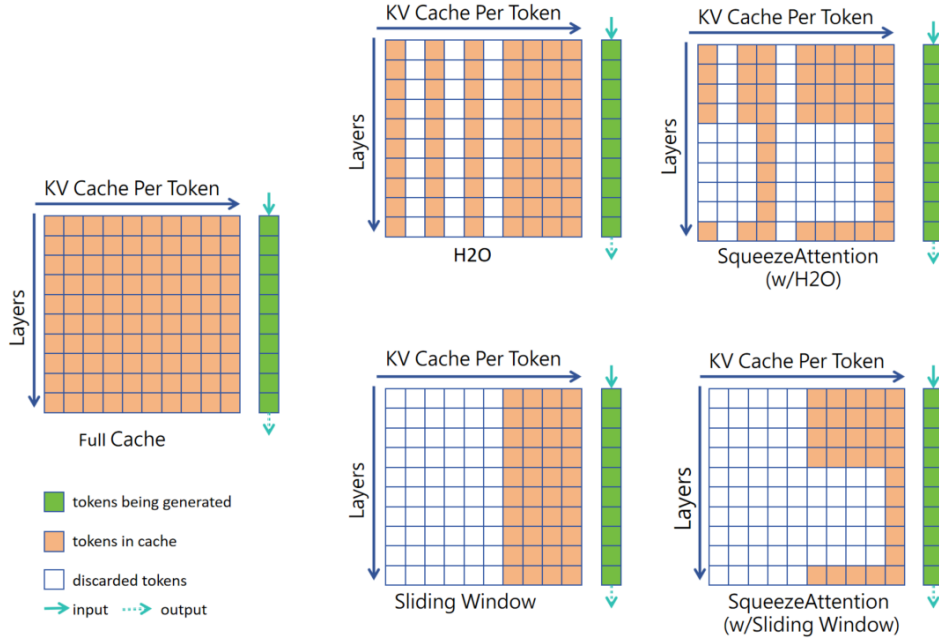 KV Cache Per Token
Layers
Full Cache
tokens being generated
tokens in cache
discarded tokens
input
output
KV Cache Per Token
Layers
H2O
KV Cache Per Token
Layers
SqueezeAttention
(w/H2O)
KV Cache Per Token
Layers
Sliding Window
KV Cache Per Token
Layers
SqueezeAttention
(w/Sliding Window)